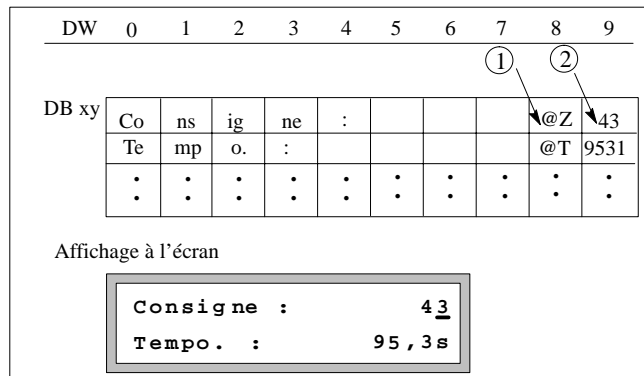 DW 0 1 2 3 4 5 6 7 8 9
1 2
DB xy
Co ns ig ne : @Z 43
Te mp o. : @T 9531
: : : : : : : : : :
Affichage à l'écran
Consigne : 43
Tempo. : 95,3s